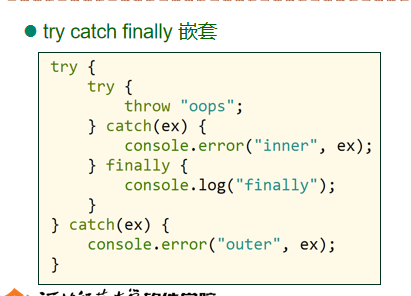 try catch finally 嵌套
try {
    try {
        throw "oops";
    } catch(ex) {
        console.error("inner", ex);
    } finally {
        console.log("finally");
    }
} catch(ex) {
    console.error("outer", ex);
}